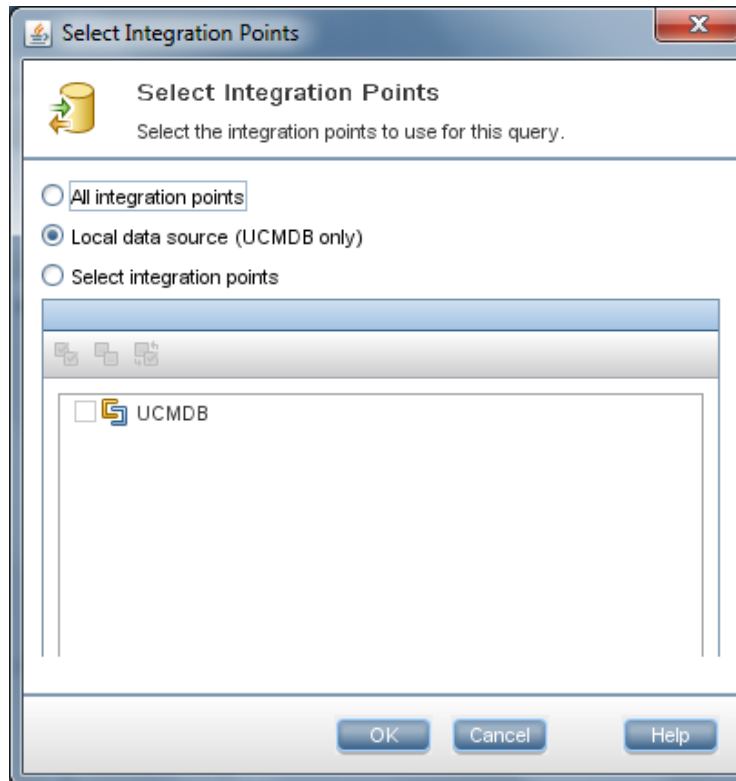 Select Integration Points
Select Integration Points
Select the integration points to use for this query.
All integration points
Local data source (UCMDB only)
Select integration points
UCMDB
OK Cancel Help